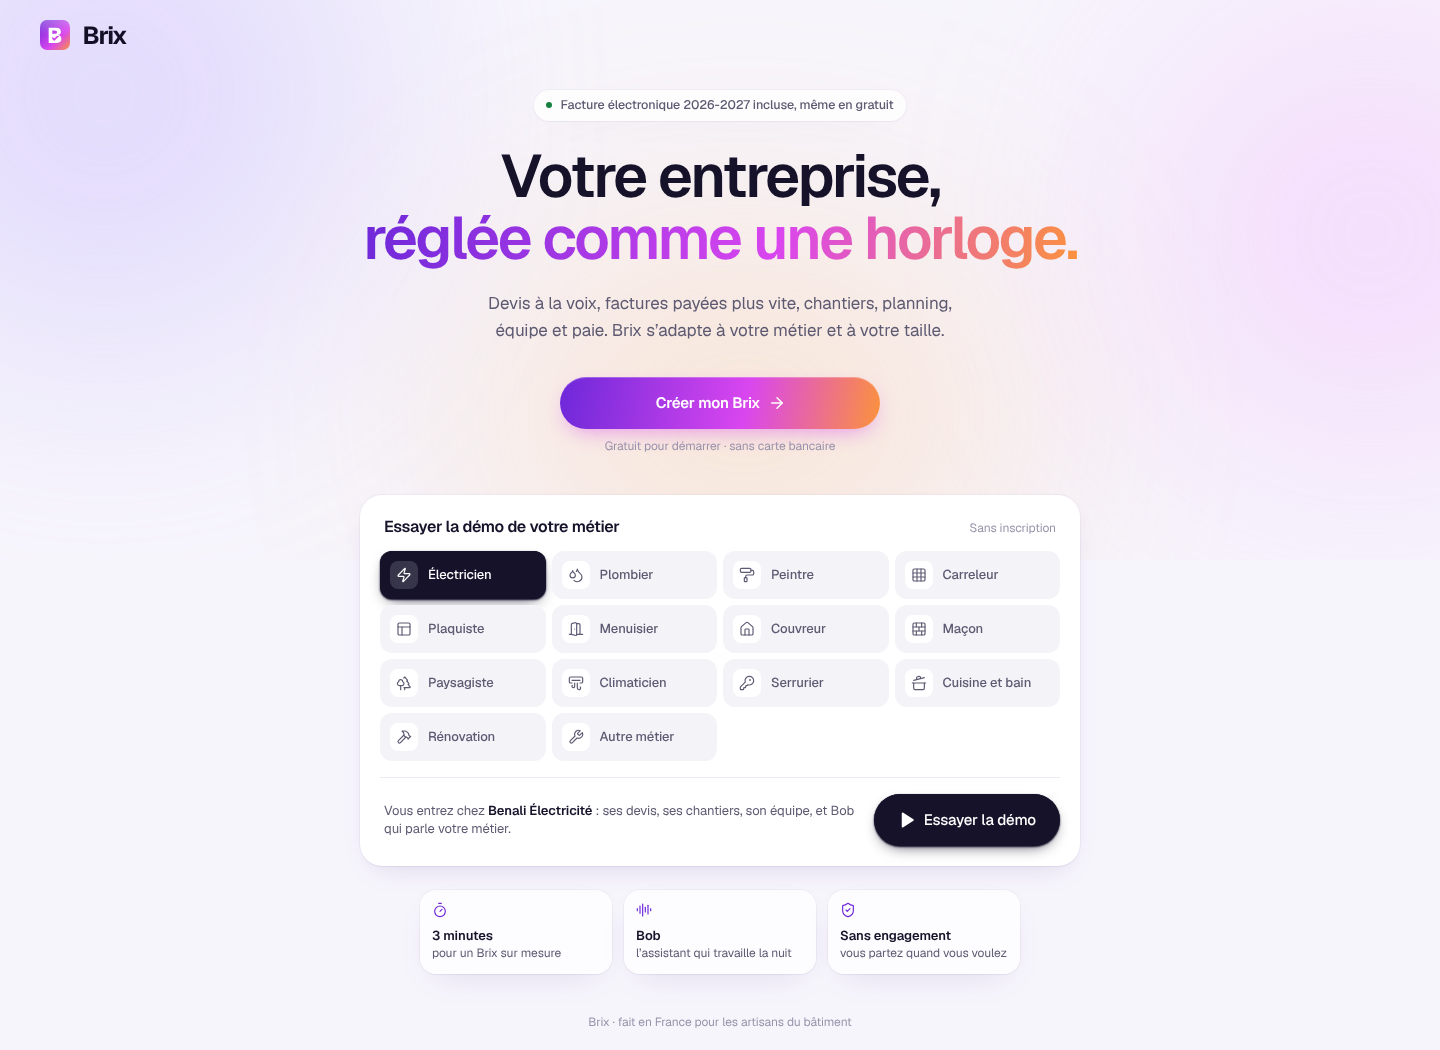 Brix
Facture électronique 2026-2027 incluse, même en gratuit
Votre entreprise,
réglée comme une horloge.
Devis à la voix, factures payées plus vite, chantiers, planning,
équipe et paie. Brix s’adapte à votre métier et à votre taille.
Créer mon Brix
Gratuit pour démarrer · sans carte bancaire
Essayer la démo de votre métier
Sans inscription
Électricien
Plombier
Peintre
Carreleur
Plaquiste
Menuisier
Couvreur
Maçon
Paysagiste
Climaticien
Serrurier
Cuisine et bain
Rénovation
Autre métier
Vous entrez chez Benali Électricité : ses devis, ses chantiers, son équipe, et Bob
qui parle votre métier.
Essayer la démo
3 minutes
pour un Brix sur mesure
Bob
l’assistant qui travaille la nuit
Sans engagement
vous partez quand vous voulez
Brix · fait en France pour les artisans du bâtiment